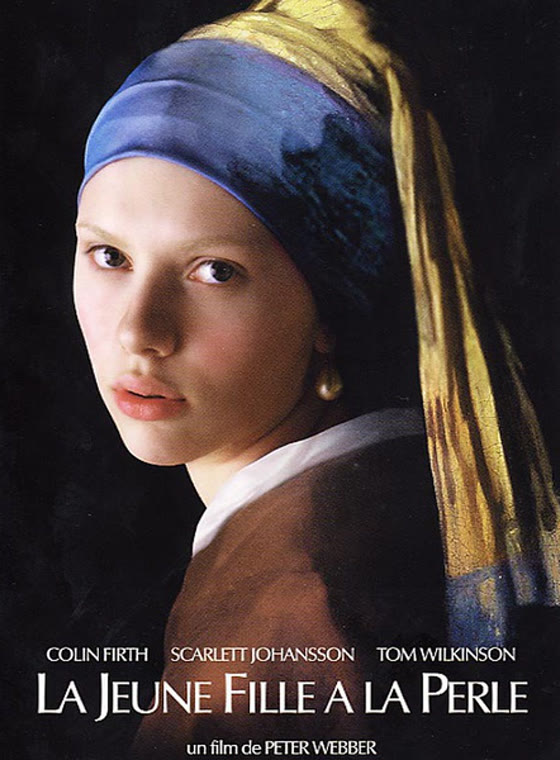 COLIN FIRTH SCARLETT JOHANSSON TOM WILKINSON
LA JEUNE FILLE A LA PERLE
un film de PETER WEBBER